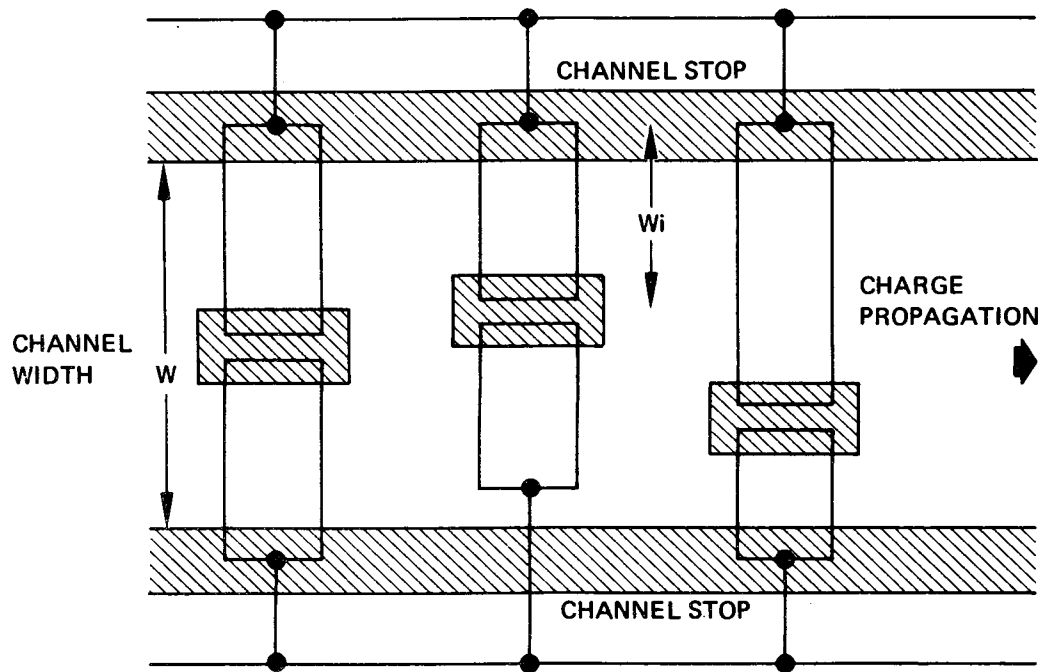 CHANNEL STOP
Wi
CHARGE
PROPAGATION
CHANNEL
WIDTH
W
CHANNEL STOP